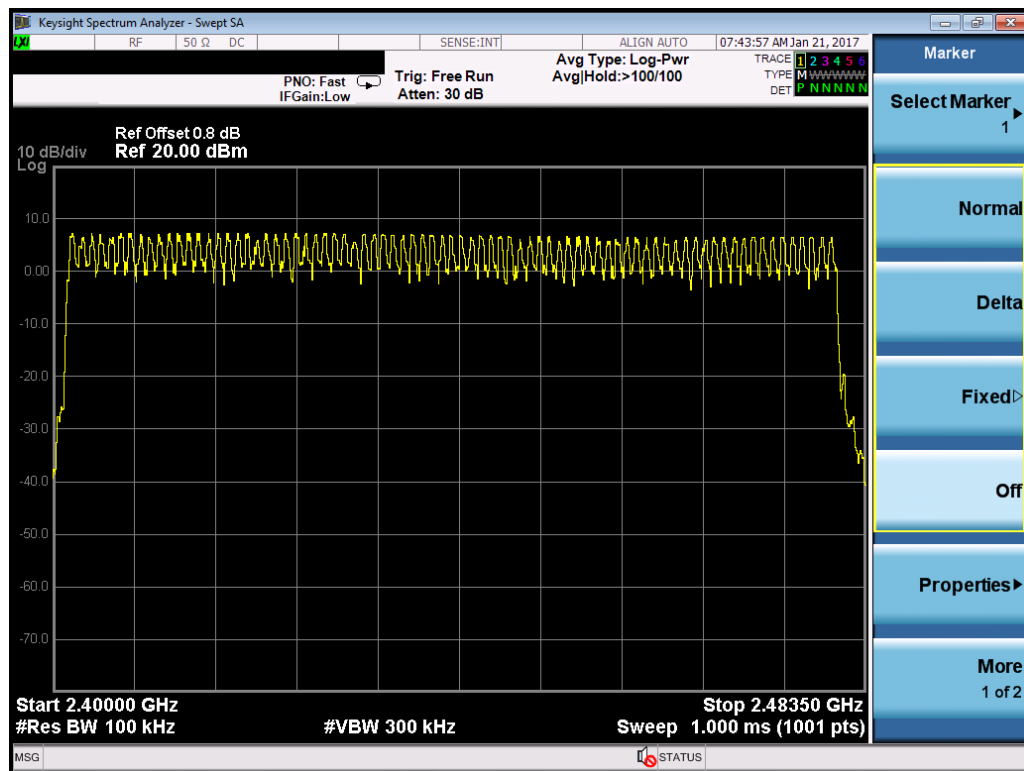 Keysight Spectrum Analyzer - Swept SA
LXI RF 50 Ω DC SENSE:INT ALIGN AUTO 07:43:57 AM Jan 21, 2017
PNO: Fast
IFGain:Low
Trig: Free Run
Atten: 30 dB
Avg Type: Log-Pwr
Avg|Hold:>100/100
TRACE 1 2 3 4 5 6
TYPE M WWWWW
DET P N N N N N
10 dB/div
Log
Ref Offset 0.8 dB
Ref 20.00 dBm
10.0
0.00
-10.0
-20.0
-30.0
-40.0
-50.0
-60.0
-70.0
Start 2.40000 GHz
Stop 2.48350 GHz
#Res BW 100 kHz
#VBW 300 kHz
Sweep 1.000 ms (1001 pts)
MSG
STATUS
Marker
Select Marker
1
Normal
Delta
Fixed
Off
Properties
More
1 of 2